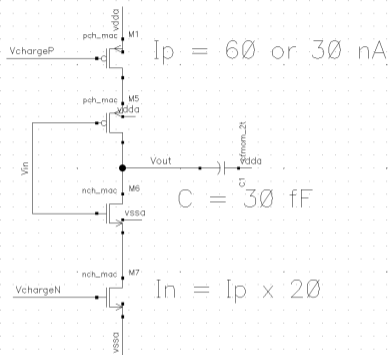 vdda
pch_mac M1
VchargeP
Ip = 60 or 30 nA
pch_mac M5
vdda
cfmom_2t
Vin
Vout
vdda
C1
nch_mac M6
C = 30 fF
vssa
nch_mac M7
VchargeN
In = Ip x 20
vssa